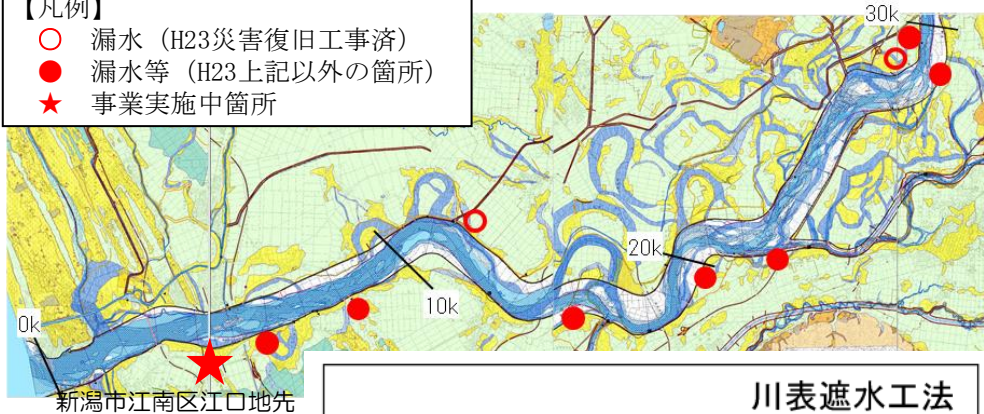 【凡例】
○ 漏水（H23災害復旧工事済）
● 漏水等（H23上記以外の箇所）
★ 事業実施中箇所
30k
20k
10k
0k
新潟市江南区江口地先
川表遮水工法